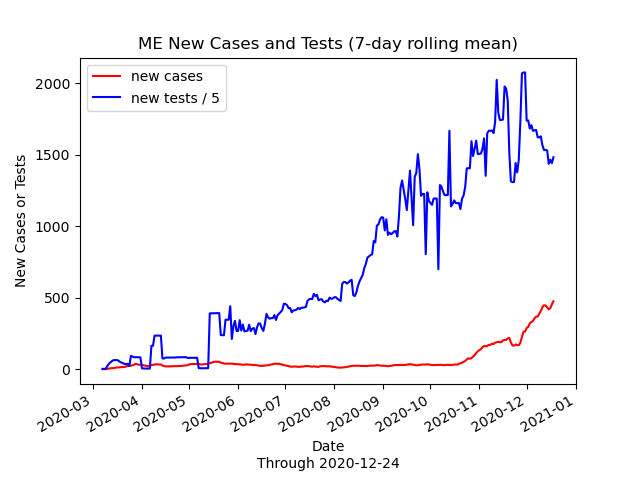 ME New Cases and Tests (7-day rolling mean)
new cases
new tests / 5
New Cases or Tests
2000
1500
1000
500
0
2020-03
2020-04
2020-05
2020-06
2020-07
2020-08
2020-09
2020-10
2020-11
2020-12
2021-01
Date
Through 2020-12-24